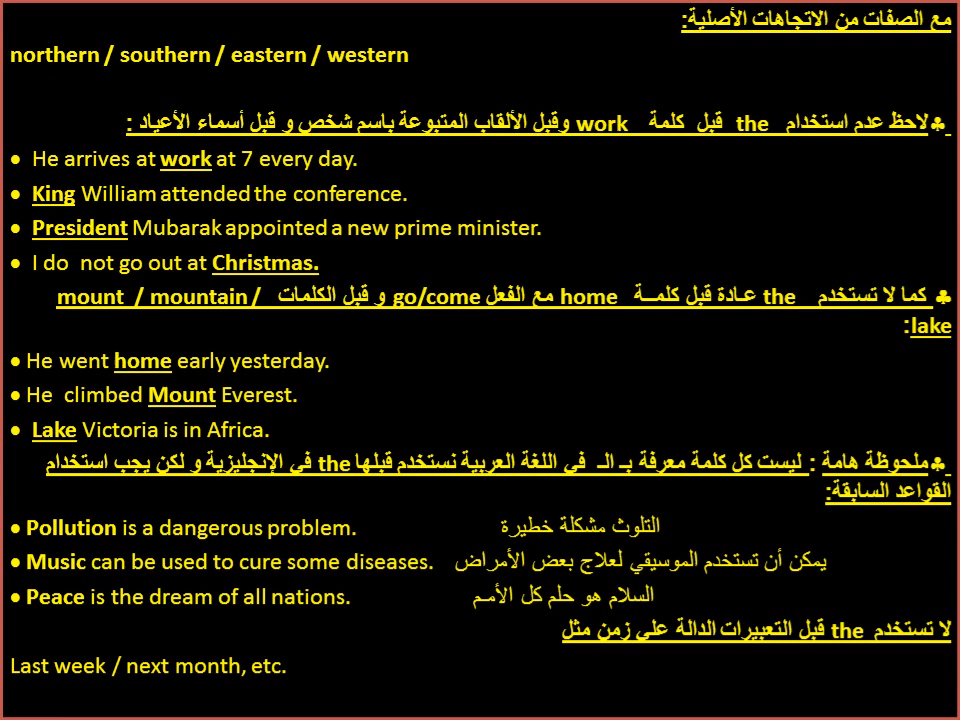 مع الصفات من الاتجاهات الأصلية:
northern / southern / eastern / western
♣لاحظ عدم استخدام the قبل كلمة work وقبل الألقاب المتبوعة باسم شخص و قبل أسماء الأعياد :
• He arrives at work at 7 every day.
• King William attended the conference.
• President Mubarak appointed a new prime minister.
• I do not go out at Christmas.
♣ كما لا تستخدم the عـادة قبل كلمــة home مع الفعل go/come و قبل الكلمات mount / mountain /
lake:
• He went home early yesterday.
• He climbed Mount Everest.
• Lake Victoria is in Africa.
♣ملحوظة هامة : ليست كل كلمة معرفة بـ الـ في اللغة العربية نستخدم قبلها the في الإنجليزية و لكن يجب استخدام
القواعد السابقة:
• Pollution is a dangerous problem. التلوث مشكلة خطيرة
• Music can be used to cure some diseases. يمكن أن تستخدم الموسيقي لعلاج بعض الأمراض
• Peace is the dream of all nations. السلام هو حلم كل الأمـم
لا تستخدم the قبل التعبيرات الدالة علي زمن مثل
Last week / next month, etc.